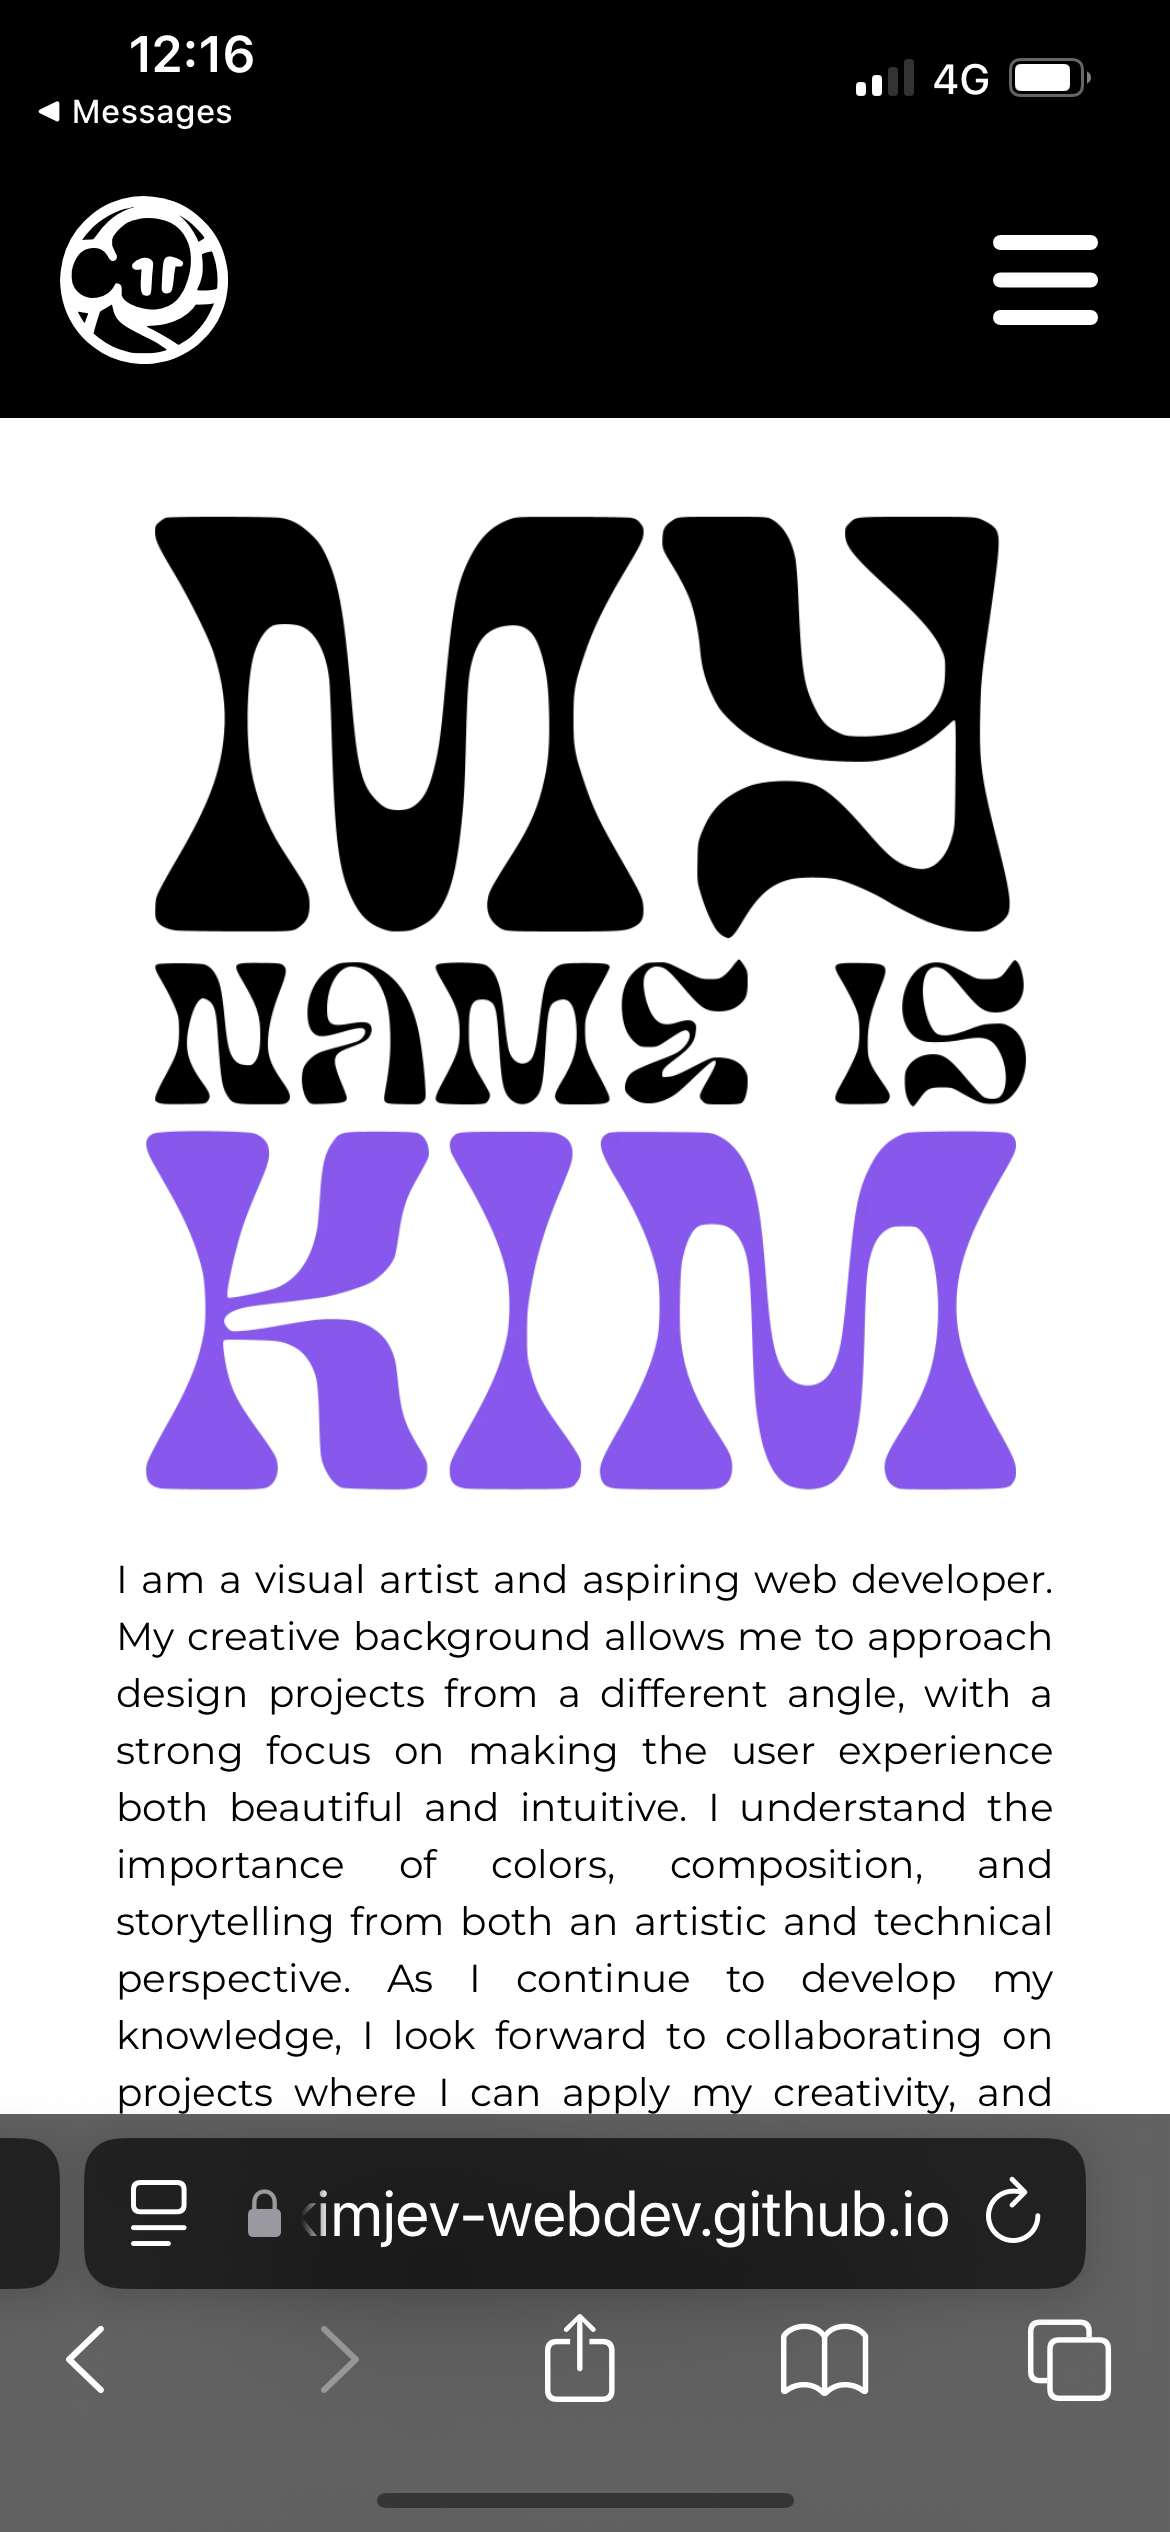 12:16
4G
Messages
MY
NAME IS
KIM
I am a visual artist and aspiring web developer.
My creative background allows me to approach
design projects from a different angle, with a
strong focus on making the user experience
both beautiful and intuitive. I understand the
importance of colors, composition, and
storytelling from both an artistic and technical
perspective. As I continue to develop my
knowledge, I look forward to collaborating on
projects where I can apply my creativity, and
kimjev-webdev.github.io